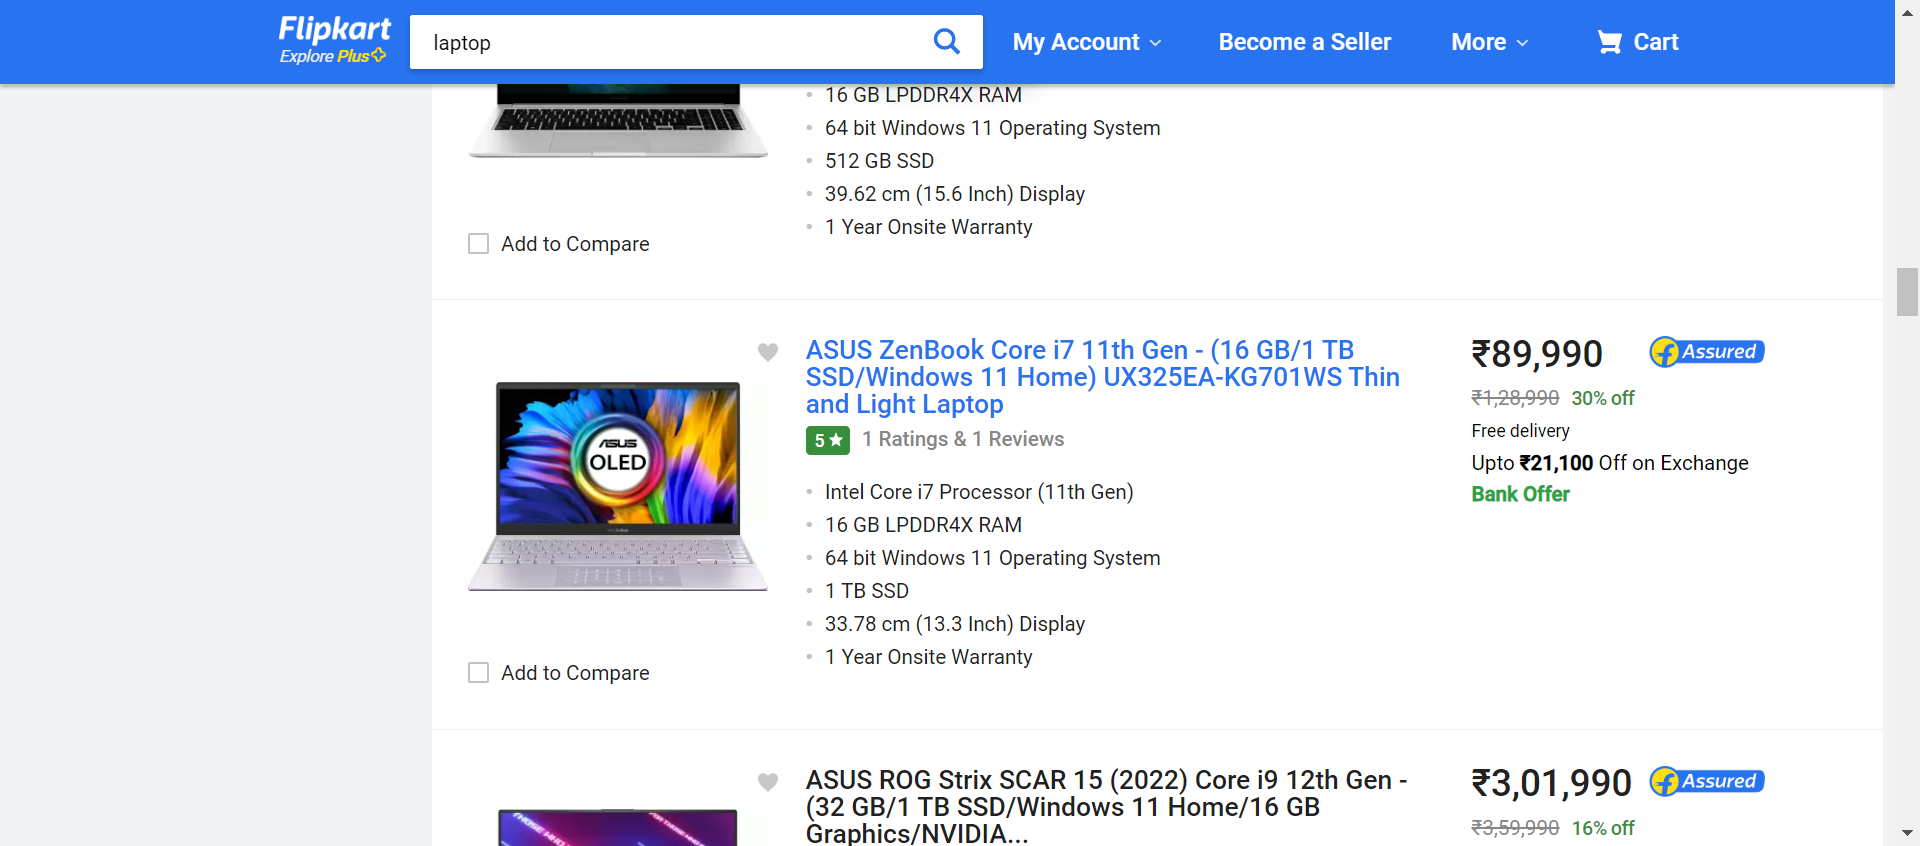 Flipkart
Explore Plus
laptop
My Account
Become a Seller
More
Cart
16 GB LPDDR4X RAM
64 bit Windows 11 Operating System
512 GB SSD
39.62 cm (15.6 Inch) Display
1 Year Onsite Warranty
Add to Compare
ASUS ZenBook Core i7 11th Gen - (16 GB/1 TB
SSD/Windows 11 Home) UX325EA-KG701WS Thin
and Light Laptop
5★ 1 Ratings & 1 Reviews
Intel Core i7 Processor (11th Gen)
16 GB LPDDR4X RAM
64 bit Windows 11 Operating System
1 TB SSD
33.78 cm (13.3 Inch) Display
1 Year Onsite Warranty
ASUS
OLED
Add to Compare
₹89,990
Assured
₹1,28,990 30% off
Free delivery
Upto ₹21,100 Off on Exchange
Bank Offer
ASUS ROG Strix SCAR 15 (2022) Core i9 12th Gen -
(32 GB/1 TB SSD/Windows 11 Home/16 GB
Graphics/NVIDIA...
₹3,01,990
Assured
₹3,59,990 16% off